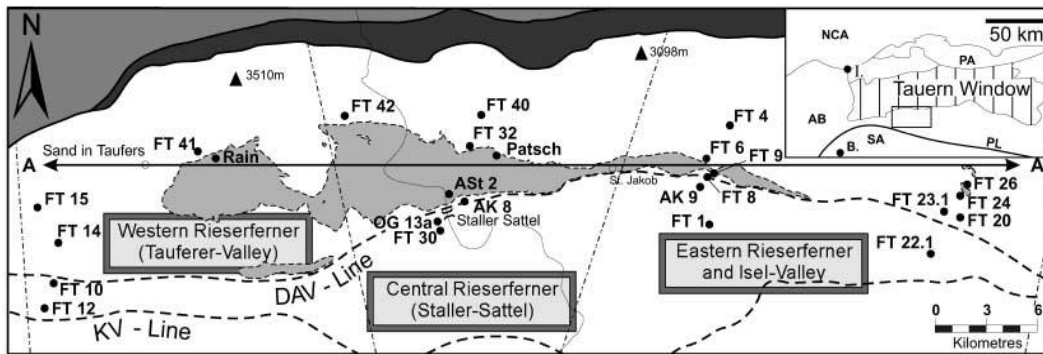 N
3510m
3098m
50 km
NCA
PA
I.
Tauern Window
AB
SA
B.
PL
FT 42
FT 40
FT 4
FT 32
FT 41
Sand in Taufers
Rain
Patsch
FT 6
FT 9
A
A
St. Jakob
FT 15
ASt 2
AK 8
AK 9
FT 8
FT 26
FT 24
FT 23.1
FT 20
OG 13a
Staller Sattel
FT 30
FT 1
FT 14
Western Rieserferner
(Tauferer-Valley)
Eastern Rieserferner
and Isel-Valley
FT 22.1
FT 10
DAV - Line
Central Rieserferner
(Staller-Sattel)
FT 12
KV - Line
0 3 6
Kilometres